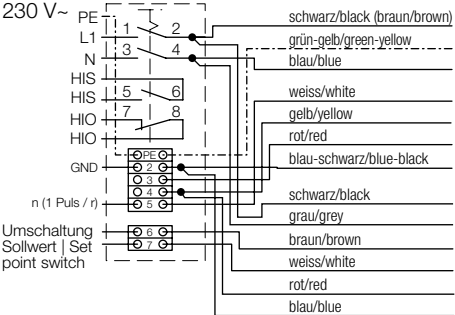 230 V~ PE
L1
N
HIS
HIS
HIO
HIO
GND
n (1 Puls / r)
Umschaltung
Sollwert | Set
point switch
1 2
3 4
5 6
7 8
PE
2
3
4
5
6
7
schwarz/black (braun/brown)
grün-gelb/green-yellow
blau/blue
weiss/white
gelb/yellow
rot/red
blau-schwarz/blue-black
schwarz/black
grau/grey
braun/brown
weiss/white
rot/red
blau/blue